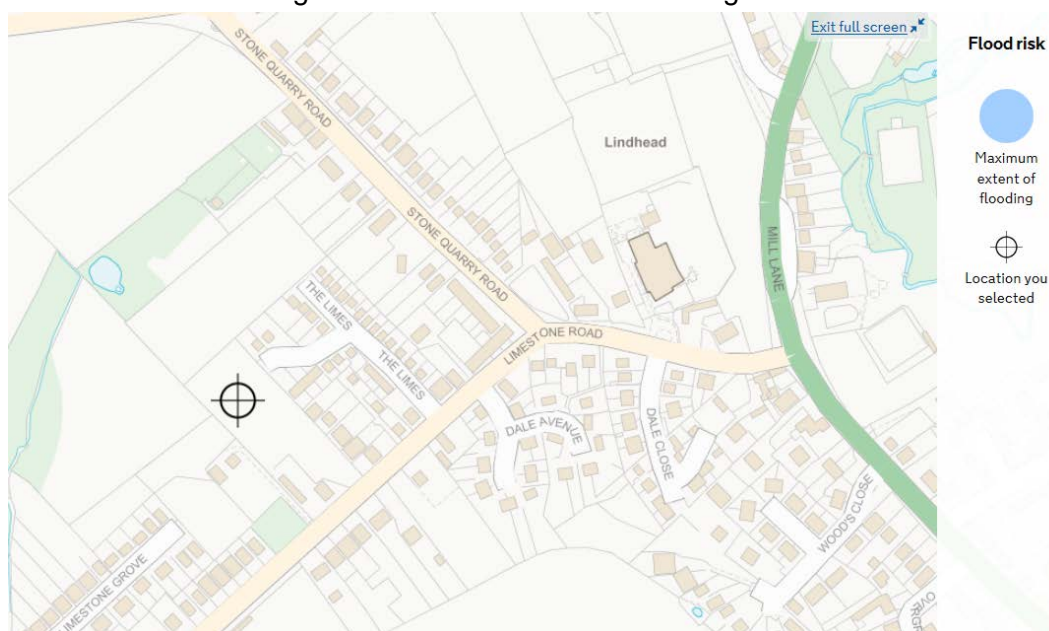 Exit full screen
Flood risk
STONE QUARRY ROAD
Lindhead
Maximum
extent of
flooding
STONE QUARRY ROAD
MILL LANE
Location you
selected
THE LIMES
LIMESTONE ROAD
THE LIMES
DALE AVENUE
DALE CLOSE
WOOD'S CLOSE
LIMESTONE GROVE